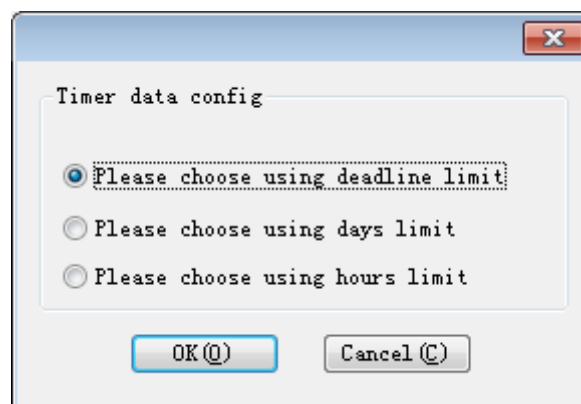 Timer data config
Please choose using deadline limit
Please choose using days limit
Please choose using hours limit
OK(O) Cancel(C)